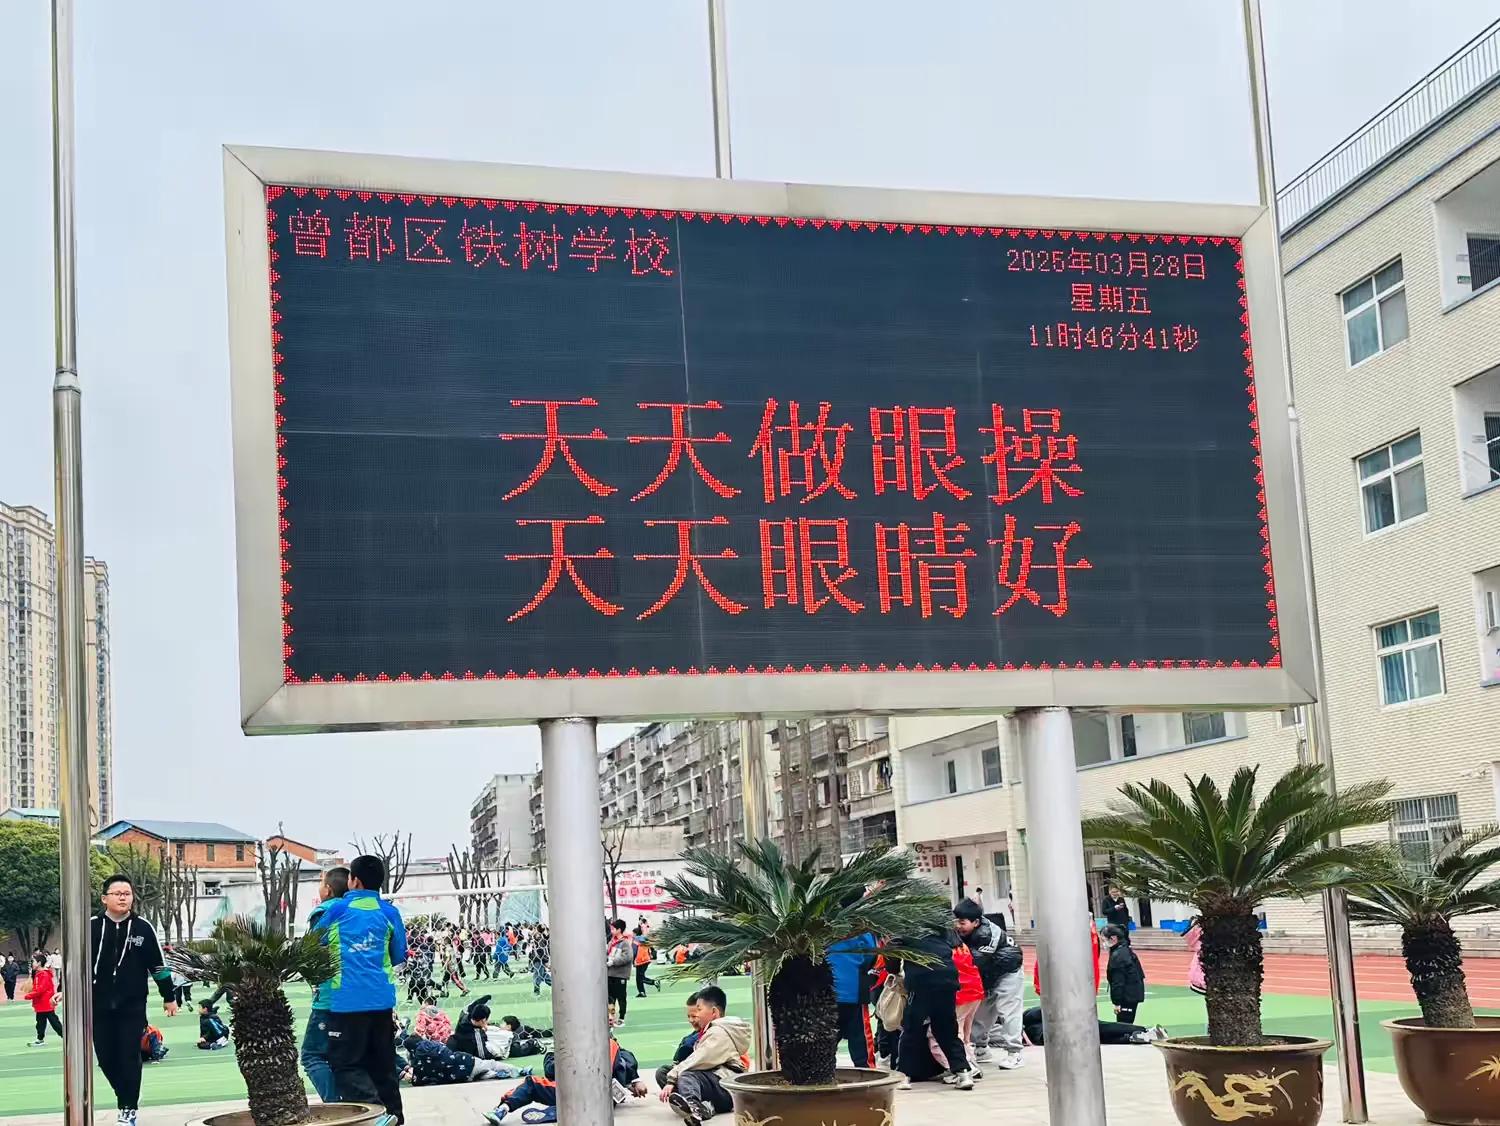 曾都区铁树学校
2025年03月28日
星期五
11时46分41秒
天天做眼操
天天眼睛好